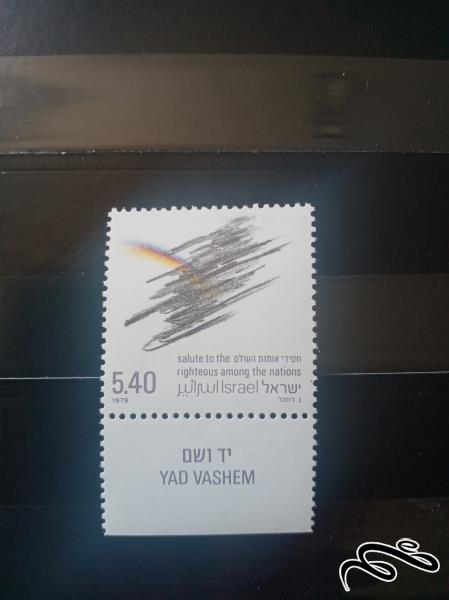 salute to the חסידי אומות העולם
righteous among the nations
5.40 اسرائيل Israel ישראל
1979 נ. רוזנר
יד ושם
YAD VASHEM